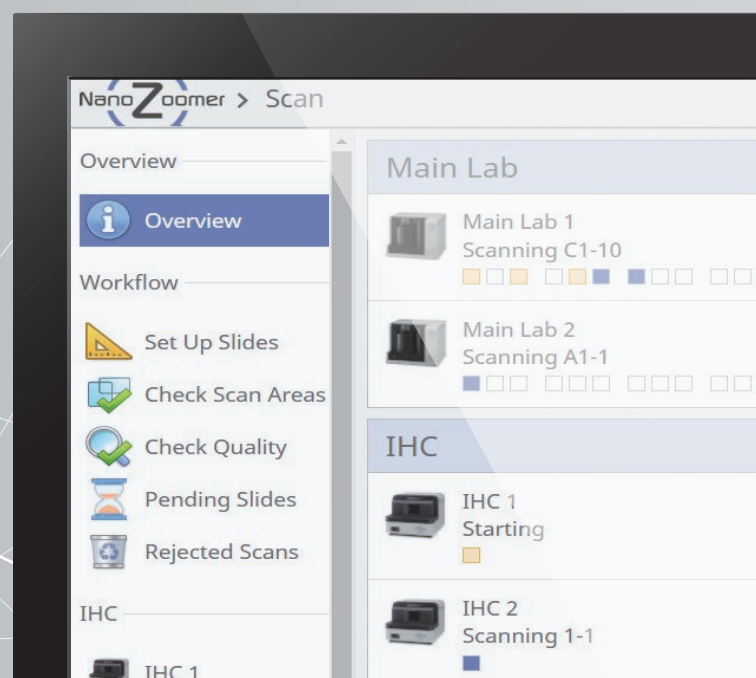 NanoZoomer > Scan
Overview
Overview
Workflow
Set Up Slides
Check Scan Areas
Check Quality
Pending Slides
Rejected Scans
IHC
IHC 1
Main Lab
Main Lab 1
Scanning C1-10
Main Lab 2
Scanning A1-1
IHC
IHC 1
Starting
IHC 2
Scanning 1-1